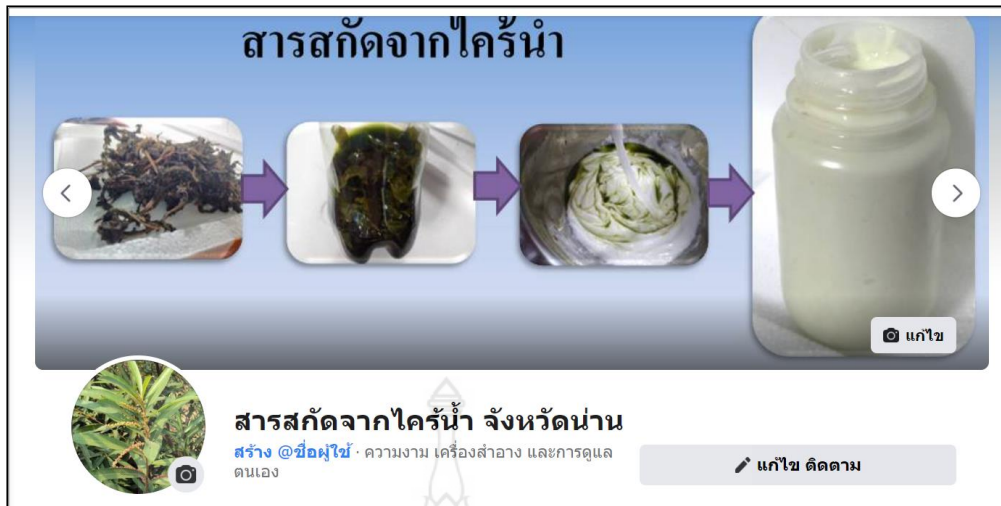 สารสกัดจากไคร้น้ำ
แก้ไข
สารสกัดจากไคร้น้ำ จังหวัดน่าน
สร้าง @ชื่อผู้ใช้ · ความงาม เครื่องสำอาง และการดูแล
ตนเอง
แก้ไข ติดตาม